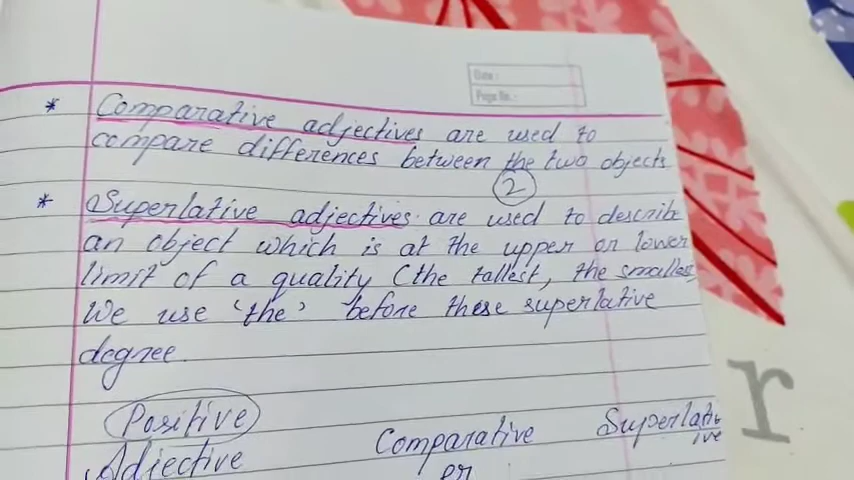 Date :
Page No. :
* Comparative adjectives are used to
compare differences between the two objects
2
* Superlative adjectives are used to describe
an object which is at the upper or lower
limit of a quality (the tallest, the smallest,
We use 'the' before these superlative
degree.
Positive Comparative Superlative
Adjective er
r